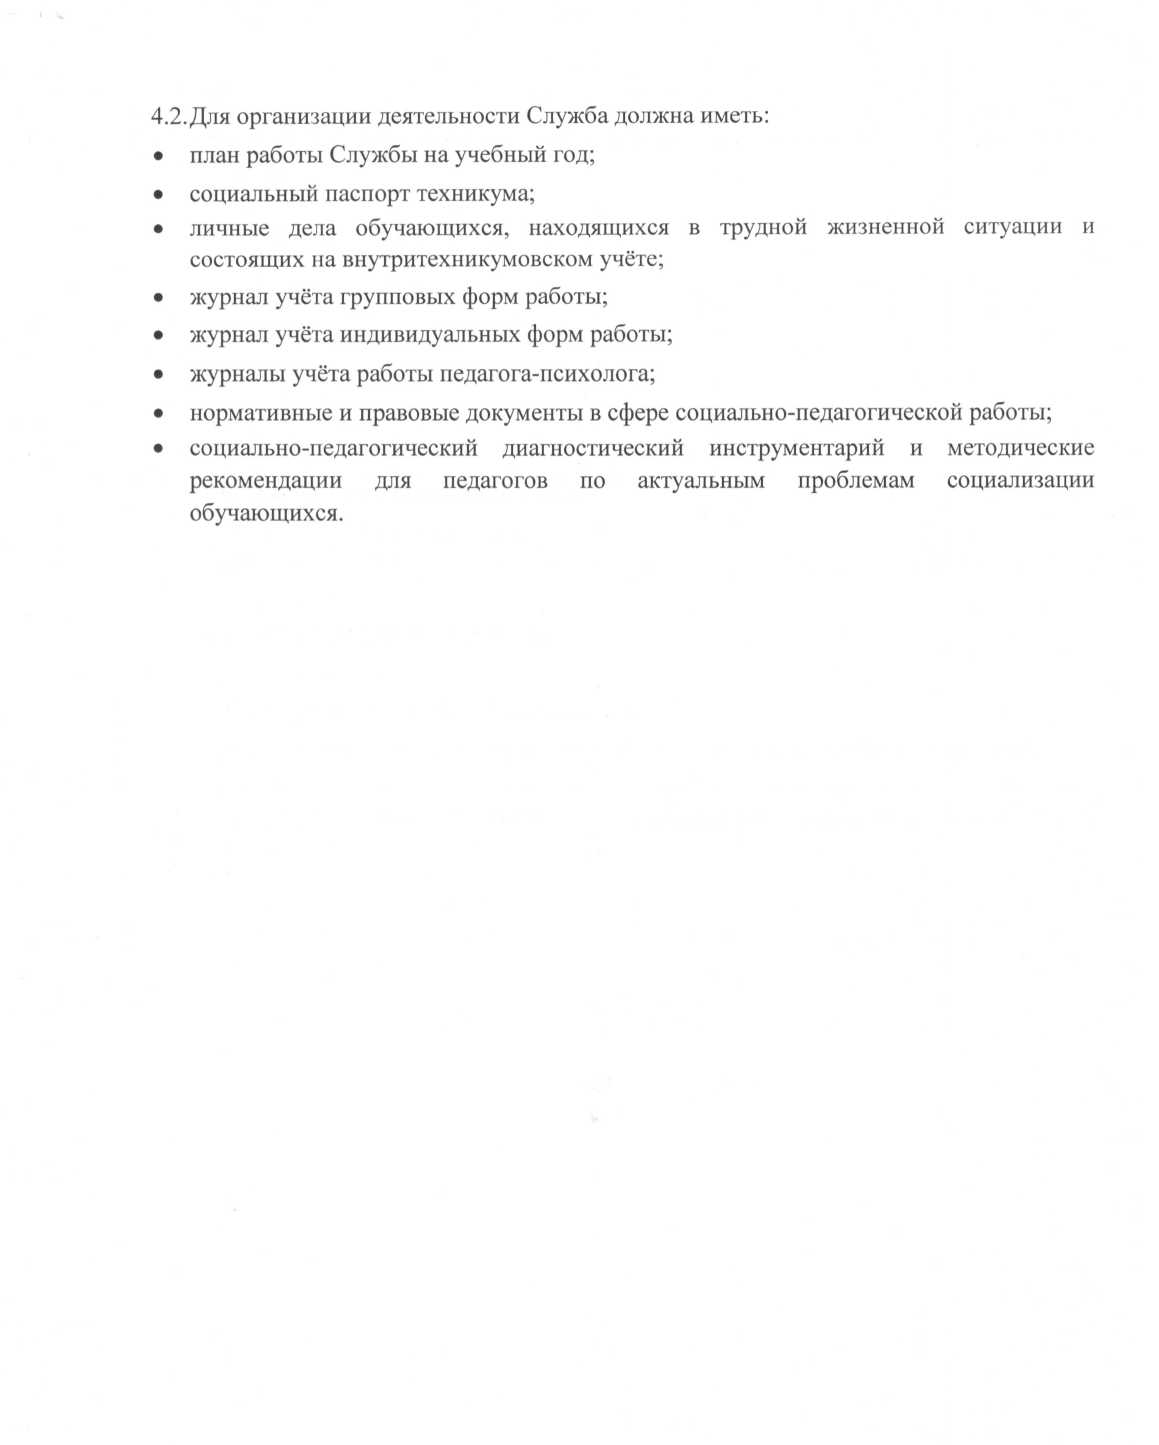 4.2.Для организации деятельности Служба должна иметь:
• план работы Службы на учебный год;
• социальный паспорт техникума;
• личные дела обучающихся, находящихся в трудной жизненной ситуации и
состоящих на внутритехникумовском учёте;
• журнал учёта групповых форм работы;
• журнал учёта индивидуальных форм работы;
• журналы учёта работы педагога-психолога;
• нормативные и правовые документы в сфере социально-педагогической работы;
• социально-педагогический диагностический инструментарий и методические
рекомендации для педагогов по актуальным проблемам социализации
обучающихся.